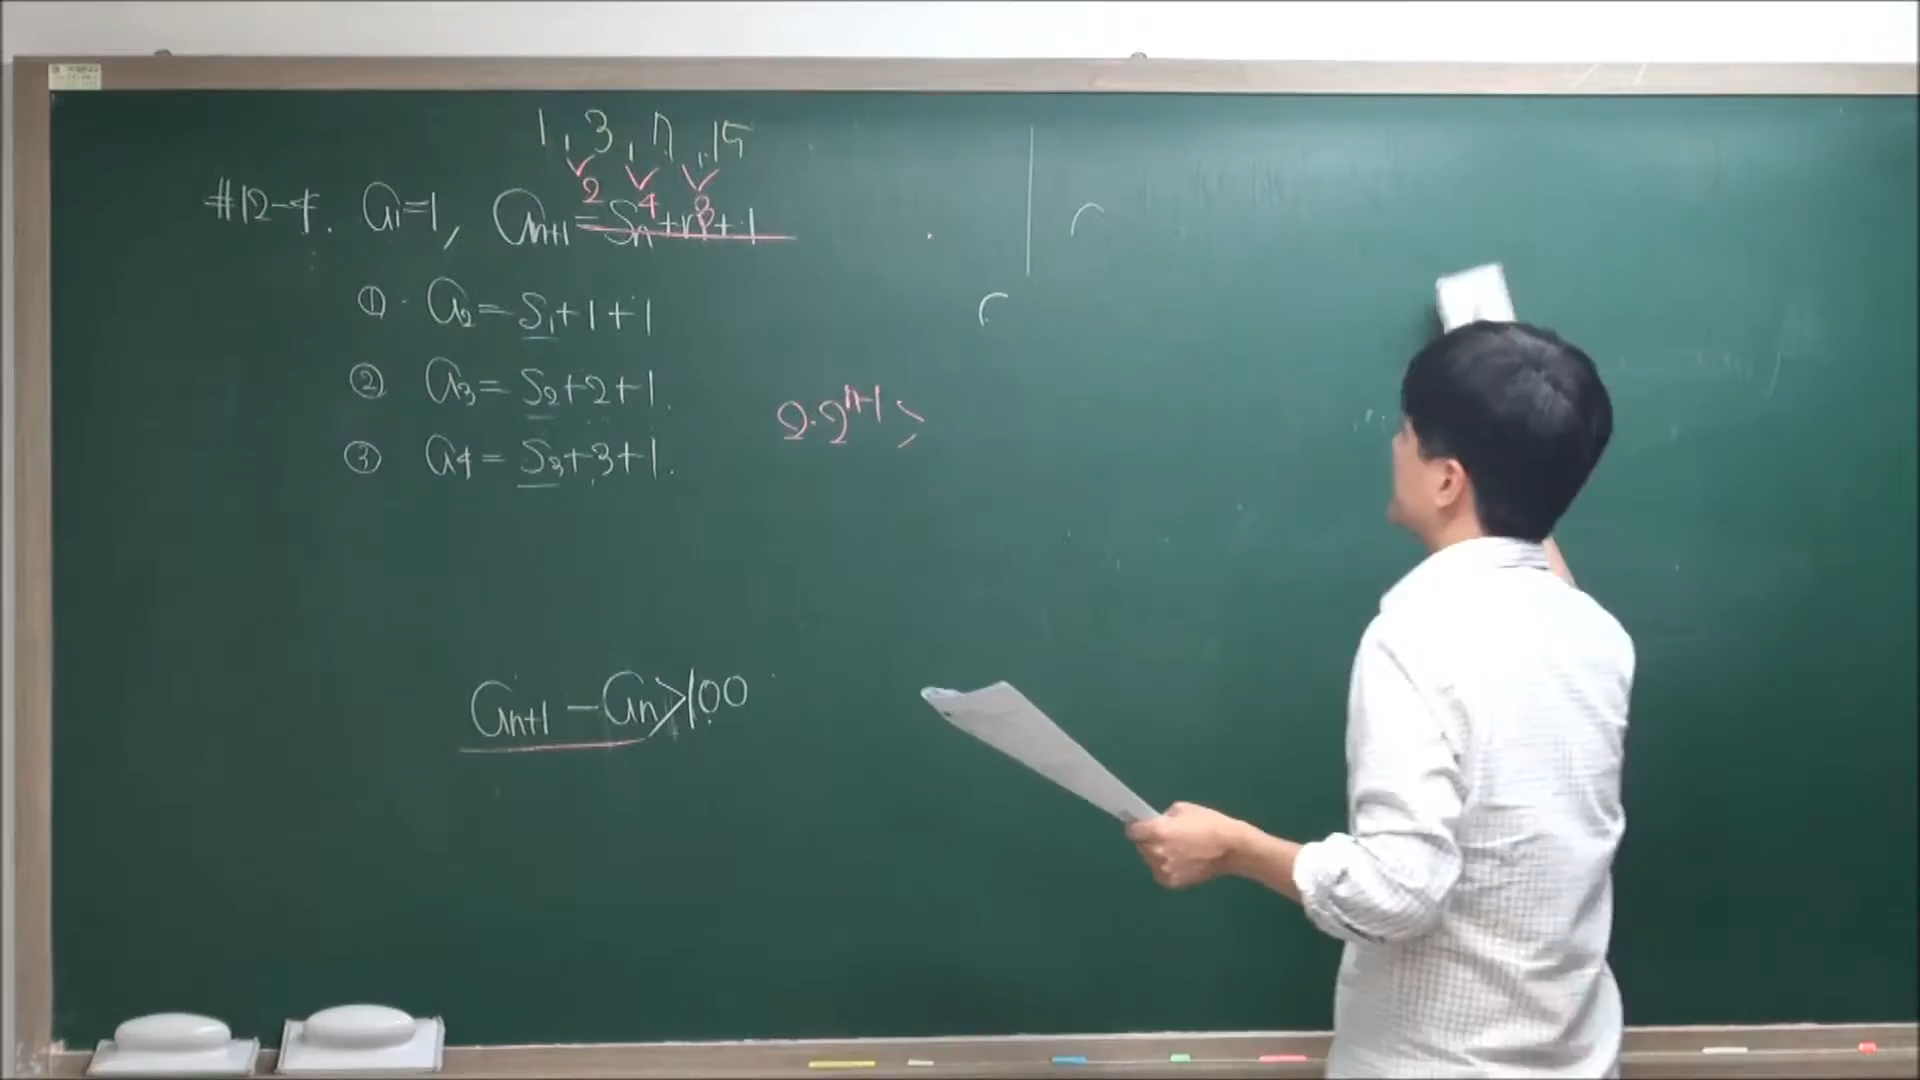 1, 3, 7, 15
2 4 8
#12-4. a₁=1, aₙ₊₁=Sₙ+n+1
① a₂=S₁+1+1
② a₃=S₂+2+1.
③ a₄=S₃+3+1.
2·2ⁿ⁻¹>
aₙ₊₁-aₙ>100